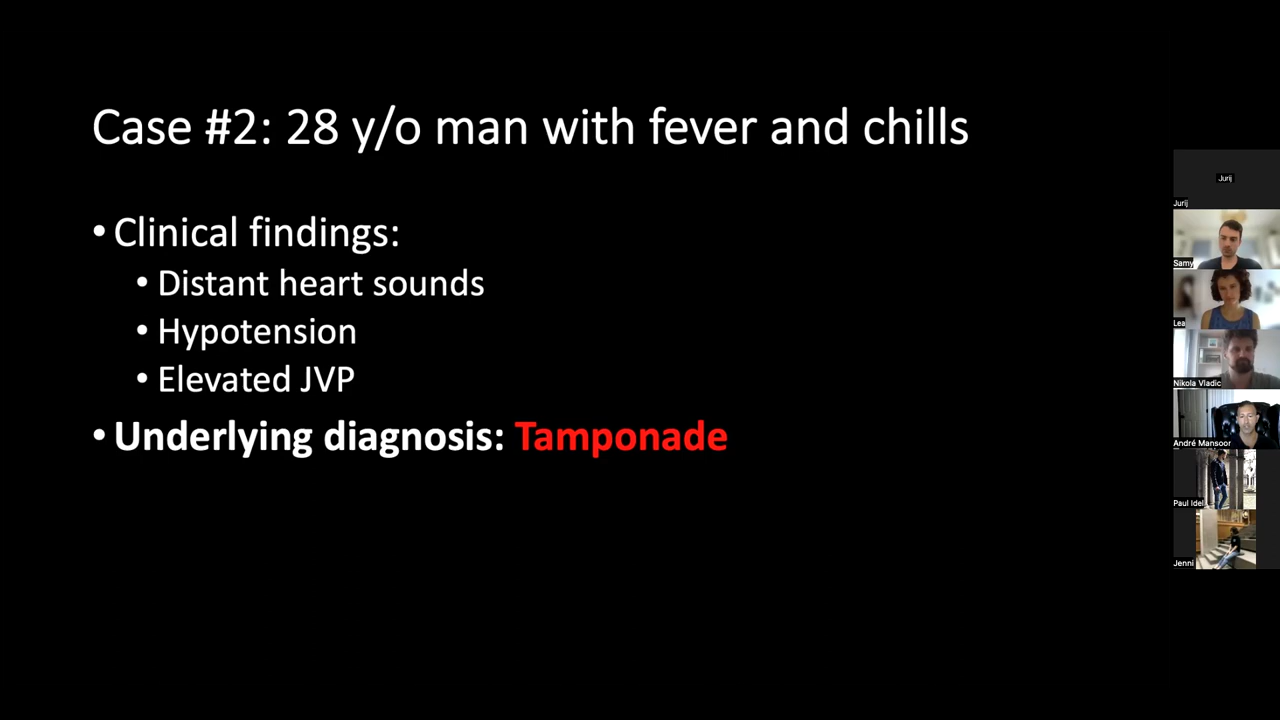 Case #2: 28 y/o man with fever and chills
• Clinical findings:
• Distant heart sounds
• Hypotension
• Elevated JVP
• Underlying diagnosis: Tamponade
Jurij
Jurij
Samy
Lea
Nikola Vladic
André Mansoor
Paul Idel
Jenni